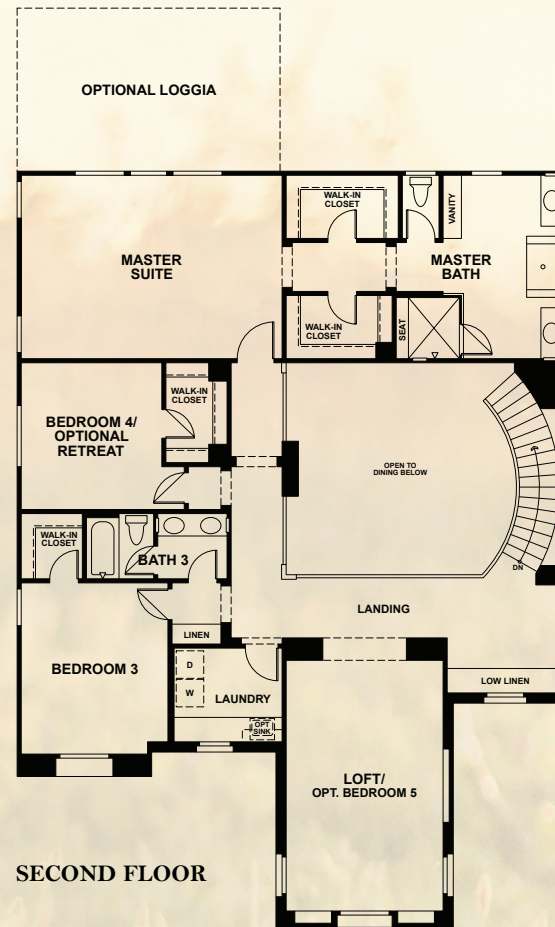 OPTIONAL LOGGIA
WALK-IN
CLOSET
VANITY
MASTER
SUITE
MASTER
BATH
WALK-IN
CLOSET
SEAT
WALK-IN
CLOSET
BEDROOM 4/
OPTIONAL
RETREAT
OPEN TO
DINING BELOW
WALK-IN
CLOSET
BATH 3
DN
LANDING
LINEN
BEDROOM 3
D
W
LAUNDRY
OPT
SINK
LOW LINEN
LOFT/
OPT. BEDROOM 5
SECOND FLOOR